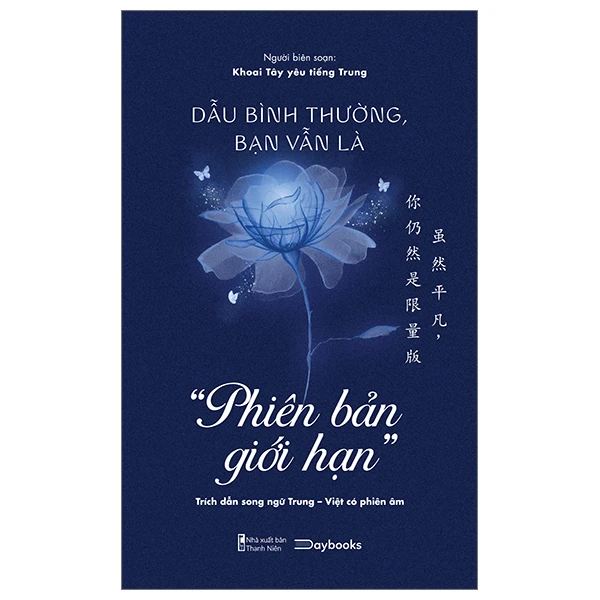 Người biên soạn:
Khoai Tây yêu tiếng Trung
DẪU BÌNH THƯỜNG,
BẠN VẪN LÀ
虽然平凡，
你仍然是限量版
“Phiên bản
giới hạn”
Trích dẫn song ngữ Trung – Việt có phiên âm
Nhà xuất bản
Thanh Niên
Daybooks